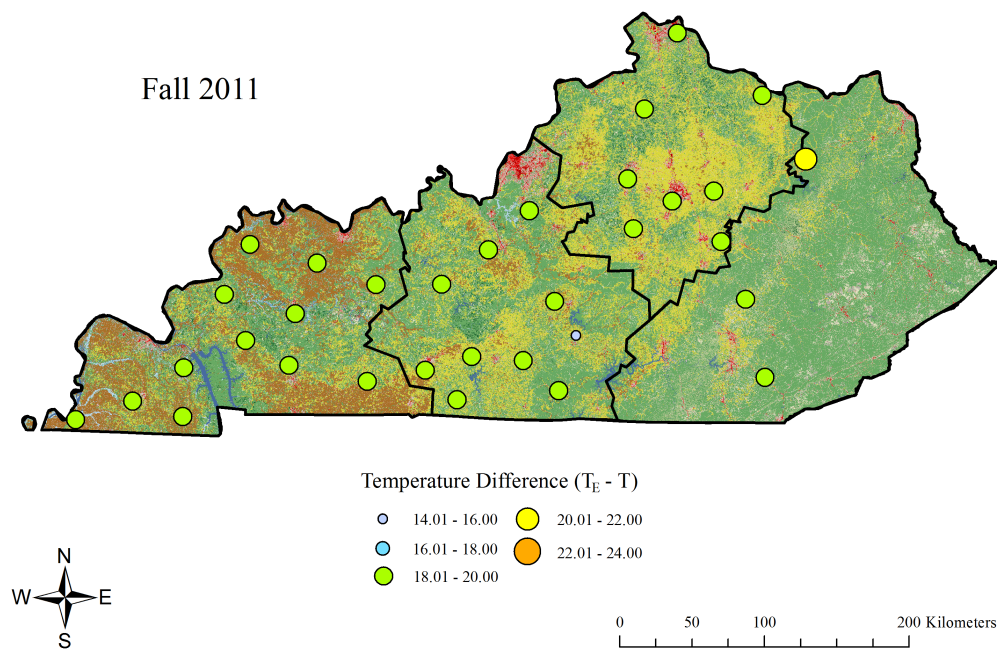 Fall 2011
Temperature Difference (TE - T)
14.01 - 16.00
16.01 - 18.00
18.01 - 20.00
20.01 - 22.00
22.01 - 24.00
N
W E
S
0 50 100 200 Kilometers